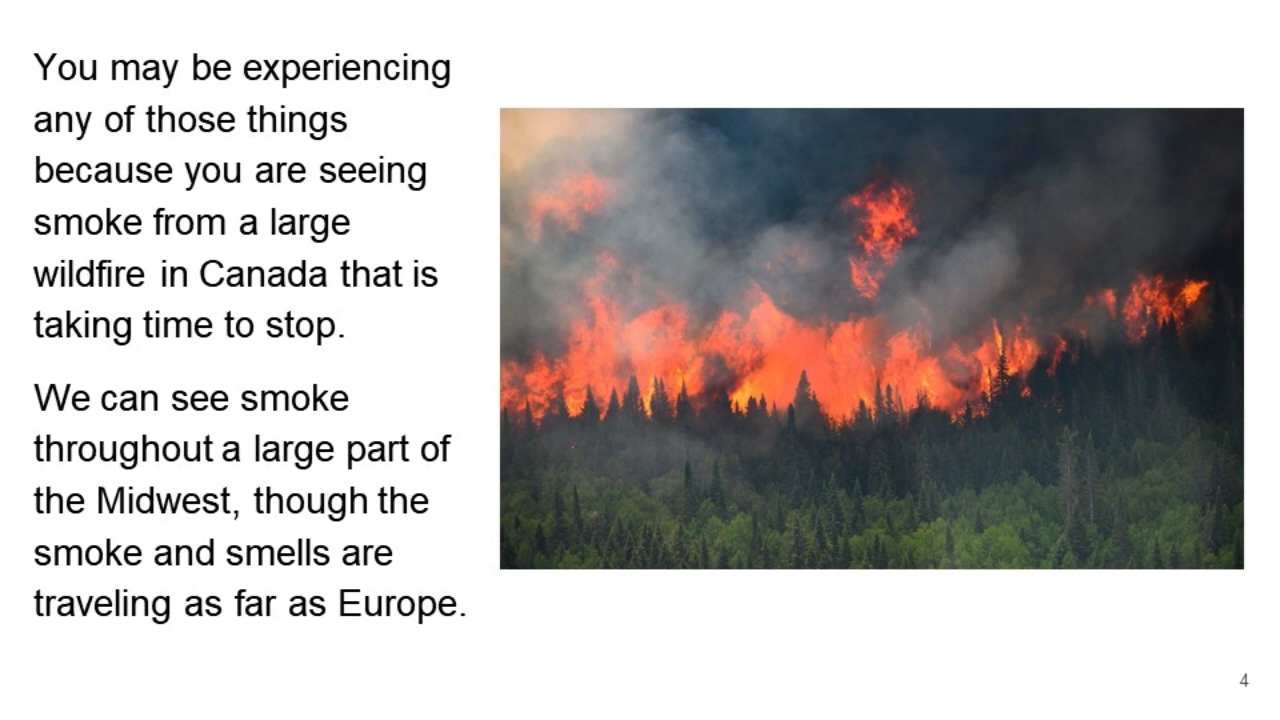 You may be experiencing
any of those things
because you are seeing
smoke from a large
wildfire in Canada that is
taking time to stop.
We can see smoke
throughout a large part of
the Midwest, though the
smoke and smells are
traveling as far as Europe.
4